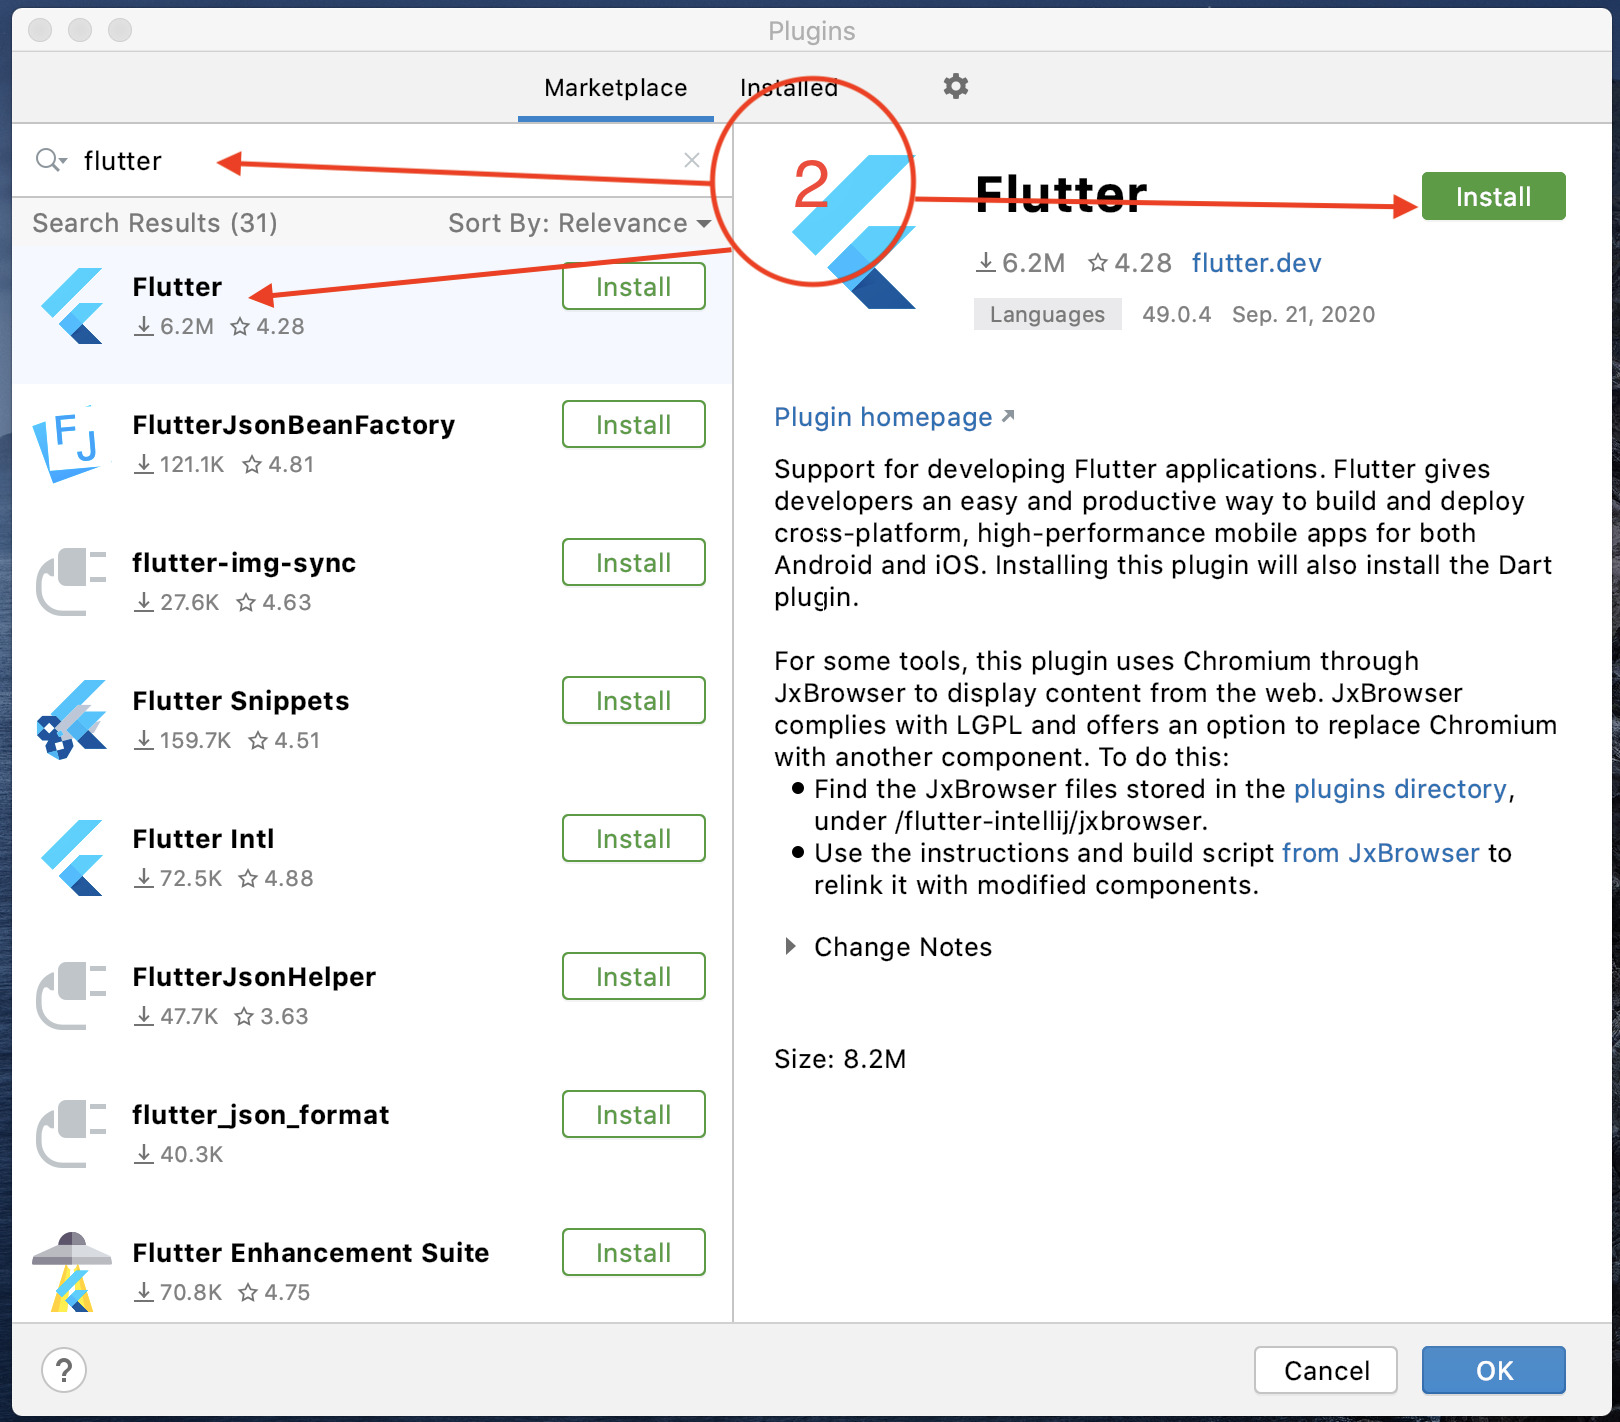 Plugins
Marketplace
Installed
flutter
Search Results (31)
Sort By: Relevance
Flutter
Install
6.2M
4.28
FlutterJsonBeanFactory
Install
121.1K
4.81
flutter-img-sync
Install
27.6K
4.63
Flutter Snippets
Install
159.7K
4.51
Flutter Intl
Install
72.5K
4.88
FlutterJsonHelper
Install
47.7K
3.63
flutter_json_format
Install
40.3K
Flutter Enhancement Suite
Install
70.8K
4.75
2
Flutter
Install
6.2M
4.28
flutter.dev
Languages
49.0.4
Sep. 21, 2020
Plugin homepage
Support for developing Flutter applications. Flutter gives
developers an easy and productive way to build and deploy
cross-platform, high-performance mobile apps for both
Android and iOS. Installing this plugin will also install the Dart
plugin.
For some tools, this plugin uses Chromium through
JxBrowser to display content from the web. JxBrowser
complies with LGPL and offers an option to replace Chromium
with another component. To do this:
• Find the JxBrowser files stored in the plugins directory,
under /flutter-intellij/jxbrowser.
• Use the instructions and build script from JxBrowser to
relink it with modified components.
Change Notes
Size: 8.2M
?
Cancel
OK
F
J